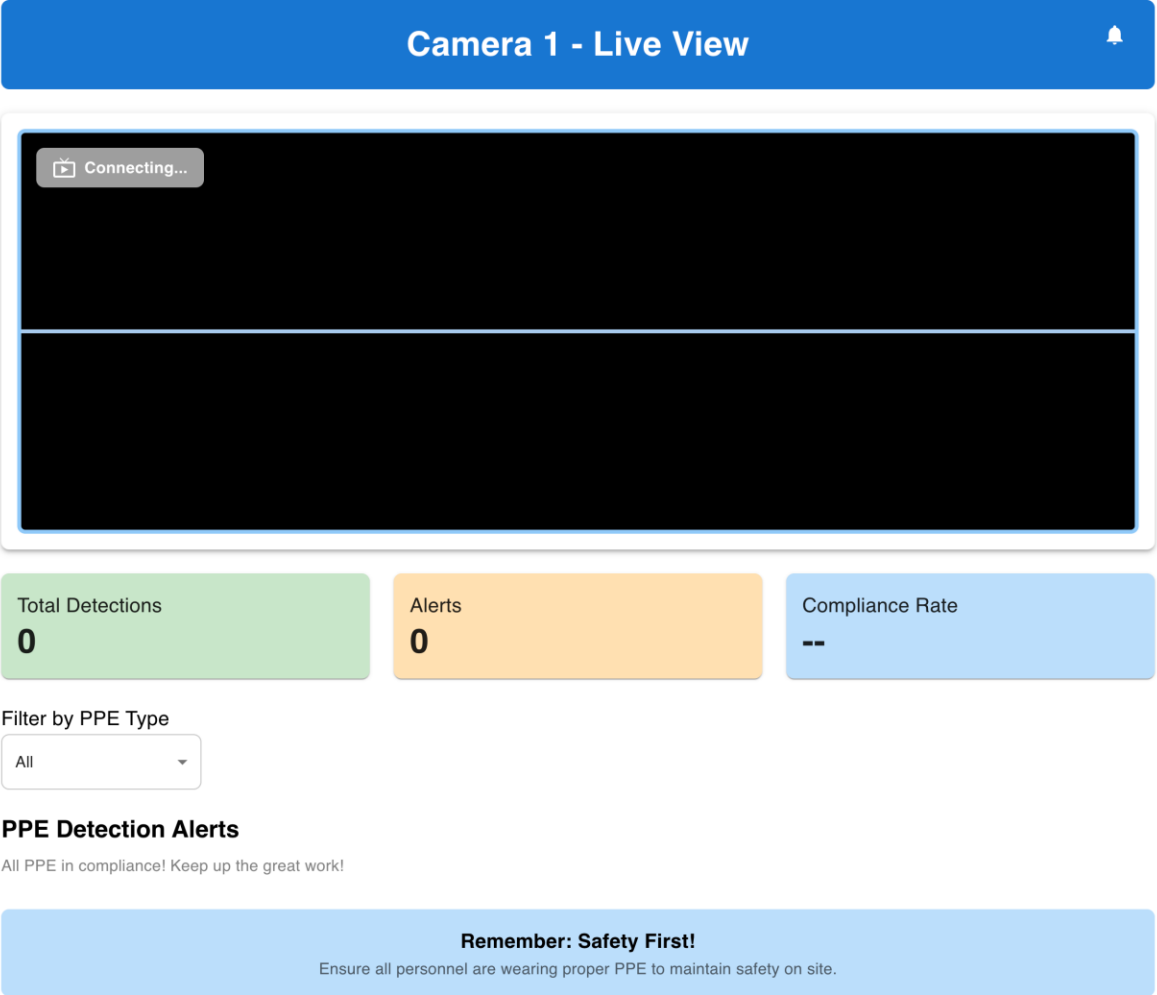 Camera 1 - Live View
Connecting...
Total Detections
0
Alerts
0
Compliance Rate
--
Filter by PPE Type
All
PPE Detection Alerts
All PPE in compliance! Keep up the great work!
Remember: Safety First!
Ensure all personnel are wearing proper PPE to maintain safety on site.